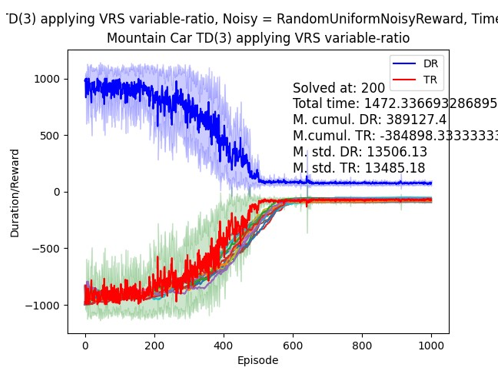 TD(3) applying VRS variable-ratio, Noisy = RandomUniformNoisyReward, Time
Mountain Car TD(3) applying VRS variable-ratio
DR
TR
Solved at: 200
Total time: 1472.336693286895
M. cumul. DR: 389127.4
M.cumul. TR: -384898.33333333
M. std. DR: 13506.13
M. std. TR: 13485.18
1000
500
0
−500
−1000
Duration/Reward
0 200 400 600 800 1000
Episode